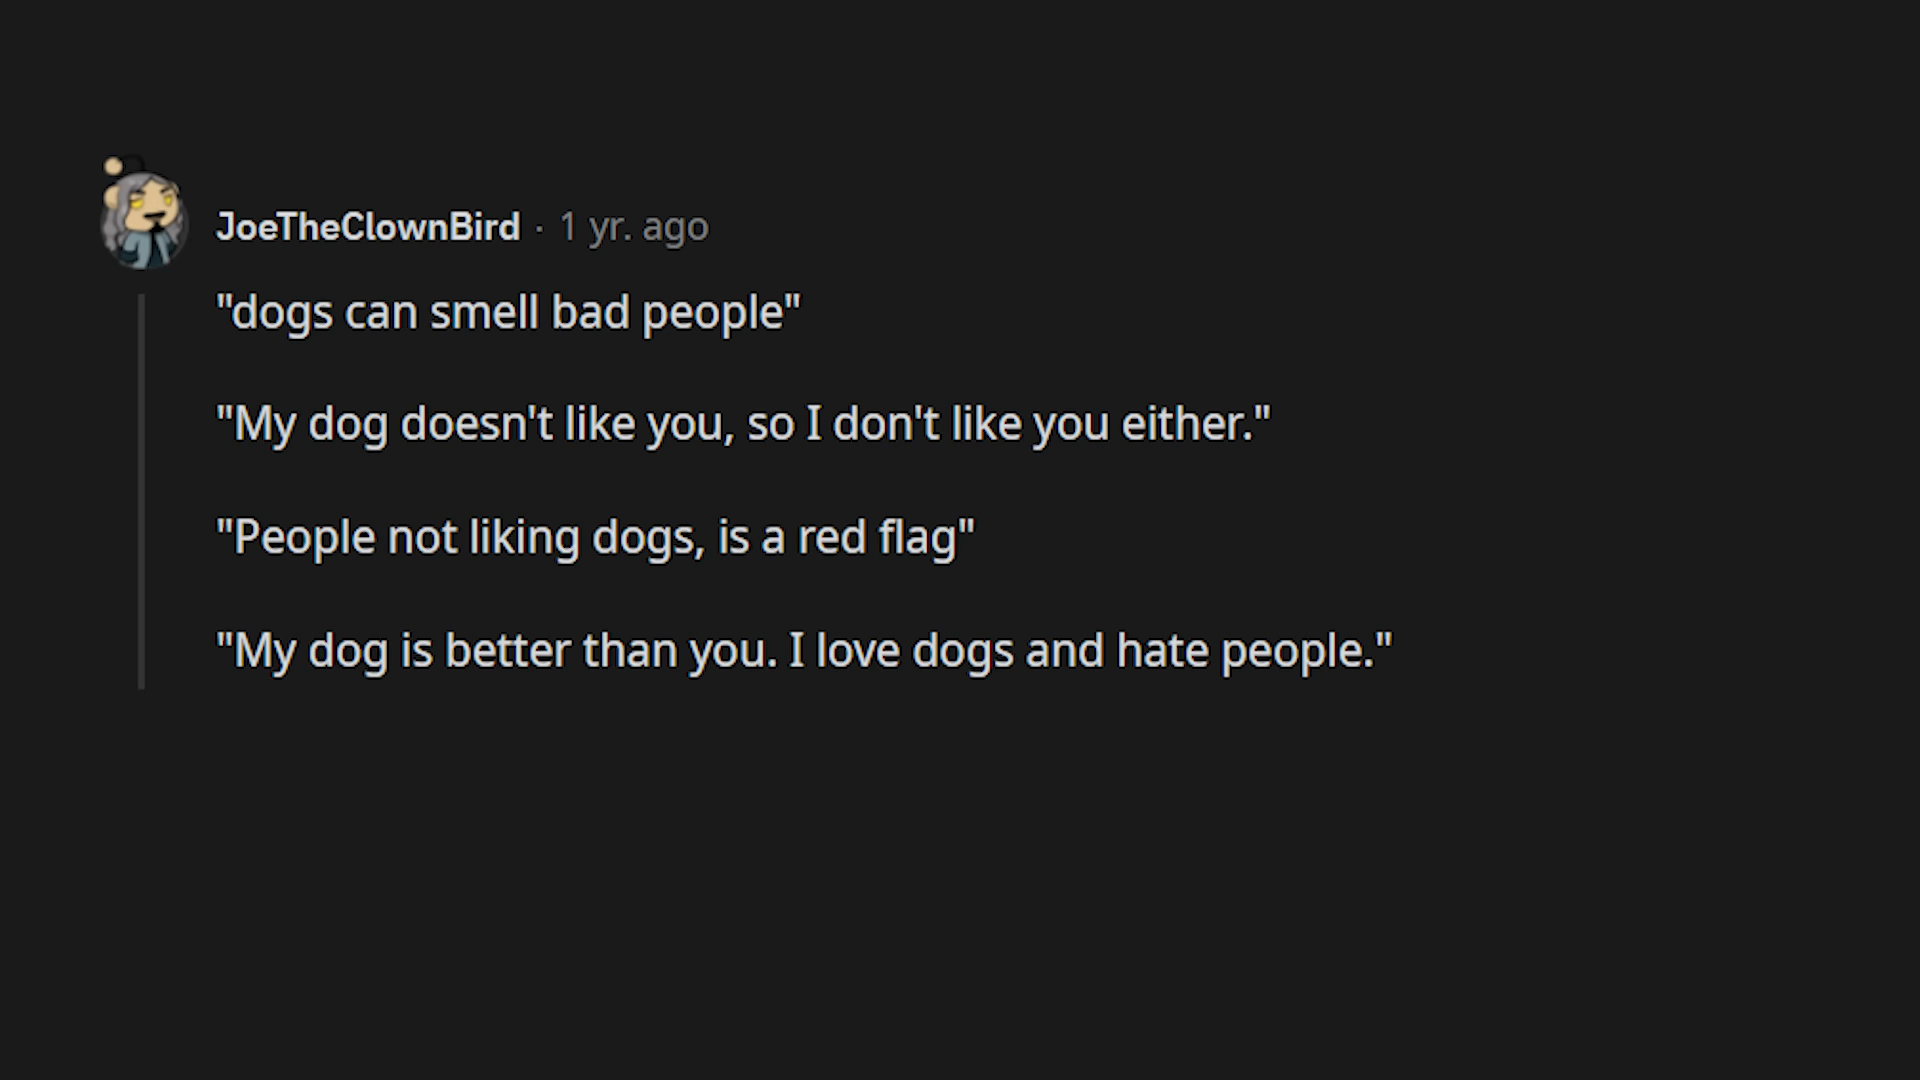 JoeTheClownBird · 1 yr. ago
"dogs can smell bad people"
"My dog doesn't like you, so I don't like you either."
"People not liking dogs, is a red flag"
"My dog is better than you. I love dogs and hate people."